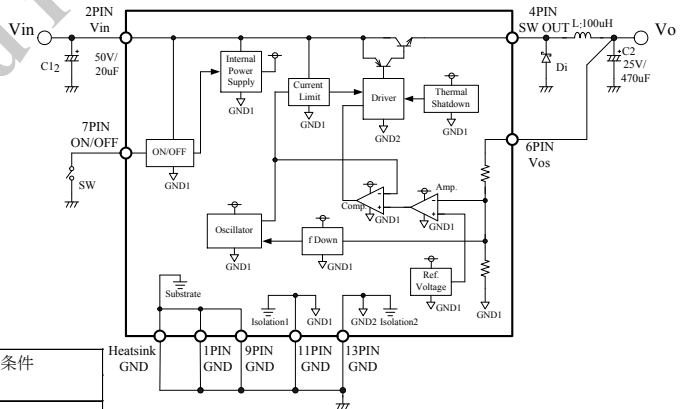 2PIN
Vin
Vin
50V/
20uF
C12
7PIN
ON/OFF
SW
ON/OFF
GND1
Internal
Power
Supply
GND1
Current
Limit
GND1
Driver
GND2
Thermal
Shatdown
GND1
4PIN
SW OUT
L:100uH
Vo
Di
C2
25V/
470uF
6PIN
Vos
Comp.
GND1
Amp.
GND1
Oscillator
GND1
f Down
GND1
Ref.
Voltage
GND1
GND1
Substrate
Isolation1
GND1
GND2
Isolation2
Heatsink
GND
1PIN
GND
9PIN
GND
11PIN
GND
13PIN
GND
条件